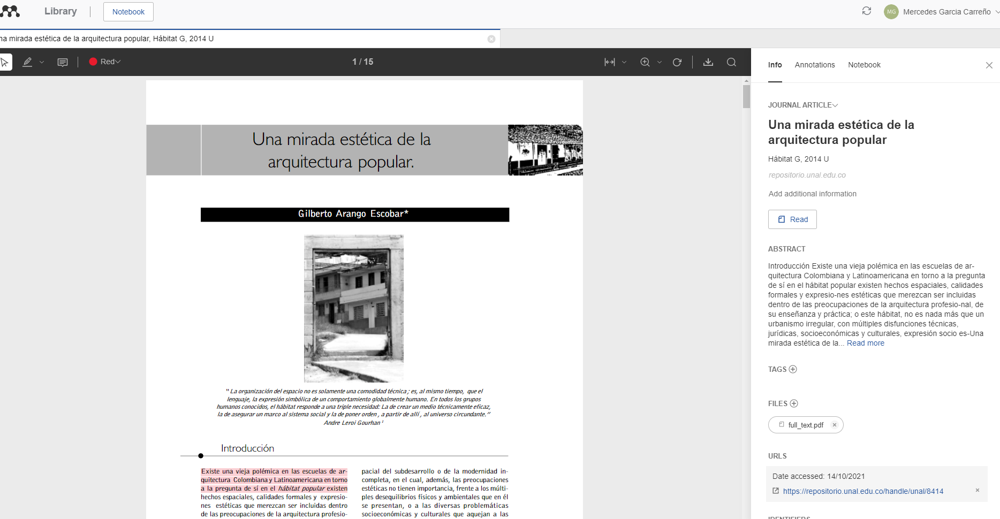 Library
Notebook
MG
Mercedes Garcia Carreño
na mirada estética de la arquitectura popular, Hábitat G, 2014 U
Red
1 / 15
Una mirada estética de la
arquitectura popular.
Gilberto Arango Escobar*
" La organización del espacio no es solamente una comodidad técnica ; es, al mismo tiempo, que el
lenguaje, la expresión simbólica de un comportamiento globalmente humano. En todos los grupos
humanos conocidos, el hábitat responde a una triple necesidad: La de crear un medio técnicamente eficaz,
la de asegurar un marco al sistema social y la de poner orden , a partir de allí , al universo circundante."
Andre Leroi Gourhan ¹
Introducción
Existe una vieja polémica en las escuelas de ar-
quitectura Colombiana y Latinoamericana en torno
a la pregunta de sí en el hábitat popular existen
hechos espaciales, calidades formales y expresio-
nes estéticas que merezcan ser incluidas dentro
de las preocupaciones de la arquitectura profesio-
pacial del subdesarrollo o de la modernidad in-
completa, en el cual, además, las preocupaciones
estéticas no tienen importancia, frente a los múlti-
ples desequilibrios físicos y ambientales que en él
se presentan, o a las diversas problemáticas
socioeconómicas y culturales que aquejan a las
Info
Annotations
Notebook
JOURNAL ARTICLE
Una mirada estética de la
arquitectura popular
Hábitat G, 2014 U
repositorio.unal.edu.co
Add additional information
Read
ABSTRACT
Introducción Existe una vieja polémica en las escuelas de ar-
quitectura Colombiana y Latinoamericana en torno a la pregunta
de sí en el hábitat popular existen hechos espaciales, calidades
formales y expresio-nes estéticas que merezcan ser incluidas
dentro de las preocupaciones de la arquitectura profesio-nal, de
su enseñanza y práctica; o este hábitat, no es nada más que un
urbanismo irregular, con múltiples disfunciones técnicas,
jurídicas, socioeconómicas y culturales, expresión socio es-Una
mirada estética de la... Read more
TAGS
FILES
full_text.pdf
URLS
Date accessed: 14/10/2021
https://repositorio.unal.edu.co/handle/unal/8414
IDENTIFIERS